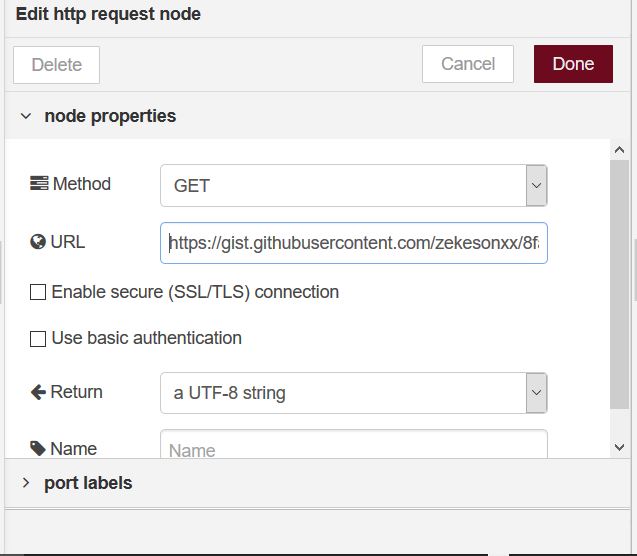 Edit http request node
Delete
Cancel
Done
node properties
Method
GET
URL
https://gist.githubusercontent.com/zekesonxx/8f
Enable secure (SSL/TLS) connection
Use basic authentication
Return
a UTF-8 string
Name
Name
port labels